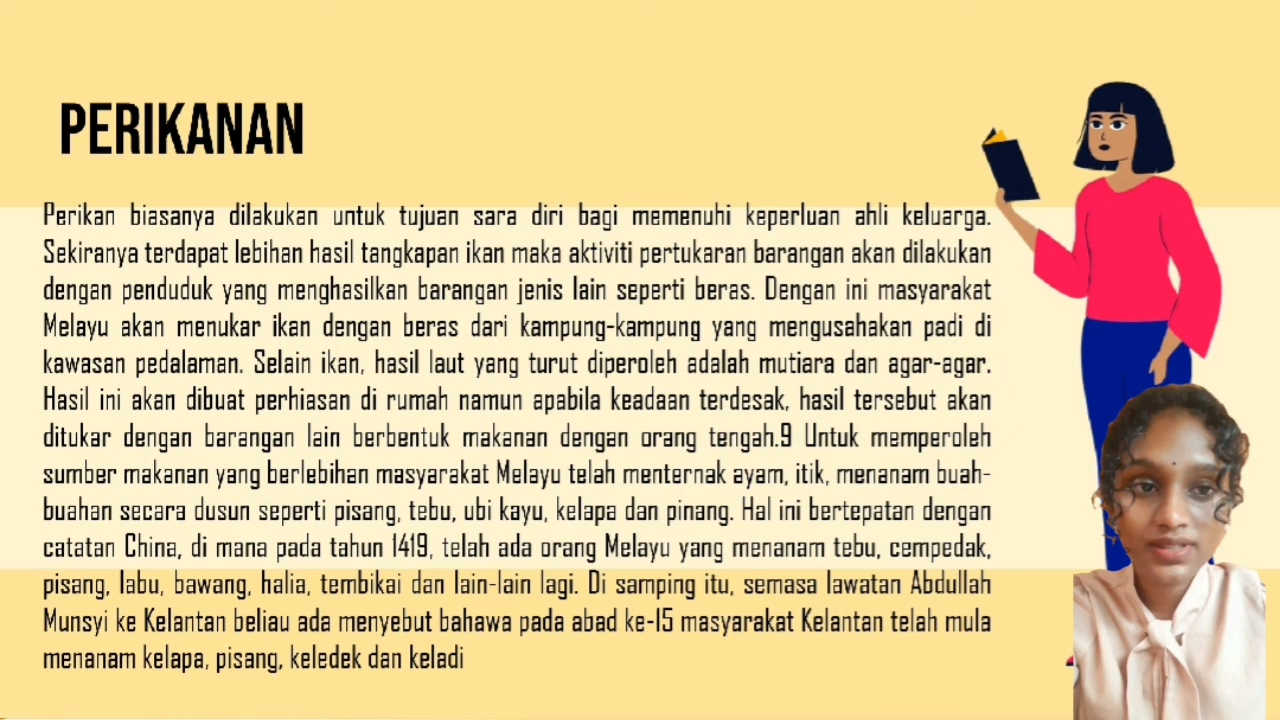 PERIKANAN
Perikan biasanya dilakukan untuk tujuan sara diri bagi memenuhi keperluan ahli keluarga.
Sekiranya terdapat lebihan hasil tangkapan ikan maka aktiviti pertukaran barangan akan dilakukan
dengan penduduk yang menghasilkan barangan jenis lain seperti beras. Dengan ini masyarakat
Melayu akan menukar ikan dengan beras dari kampung-kampung yang mengusahakan padi di
kawasan pedalaman. Selain ikan, hasil laut yang turut diperoleh adalah mutiara dan agar-agar.
Hasil ini akan dibuat perhiasan di rumah namun apabila keadaan terdesak, hasil tersebut akan
ditukar dengan barangan lain berbentuk makanan dengan orang tengah.9 Untuk memperoleh
sumber makanan yang berlebihan masyarakat Melayu telah menternak ayam, itik, menanam buah-
buahan secara dusun seperti pisang, tebu, ubi kayu, kelapa dan pinang. Hal ini bertepatan dengan
catatan China, di mana pada tahun 1419, telah ada orang Melayu yang menanam tebu, cempedak,
pisang, labu, bawang, halia, tembikai dan lain-lain lagi. Di samping itu, semasa lawatan Abdullah
Munsyi ke Kelantan beliau ada menyebut bahawa pada abad ke-15 masyarakat Kelantan telah mula
menanam kelapa, pisang, keledek dan keladi